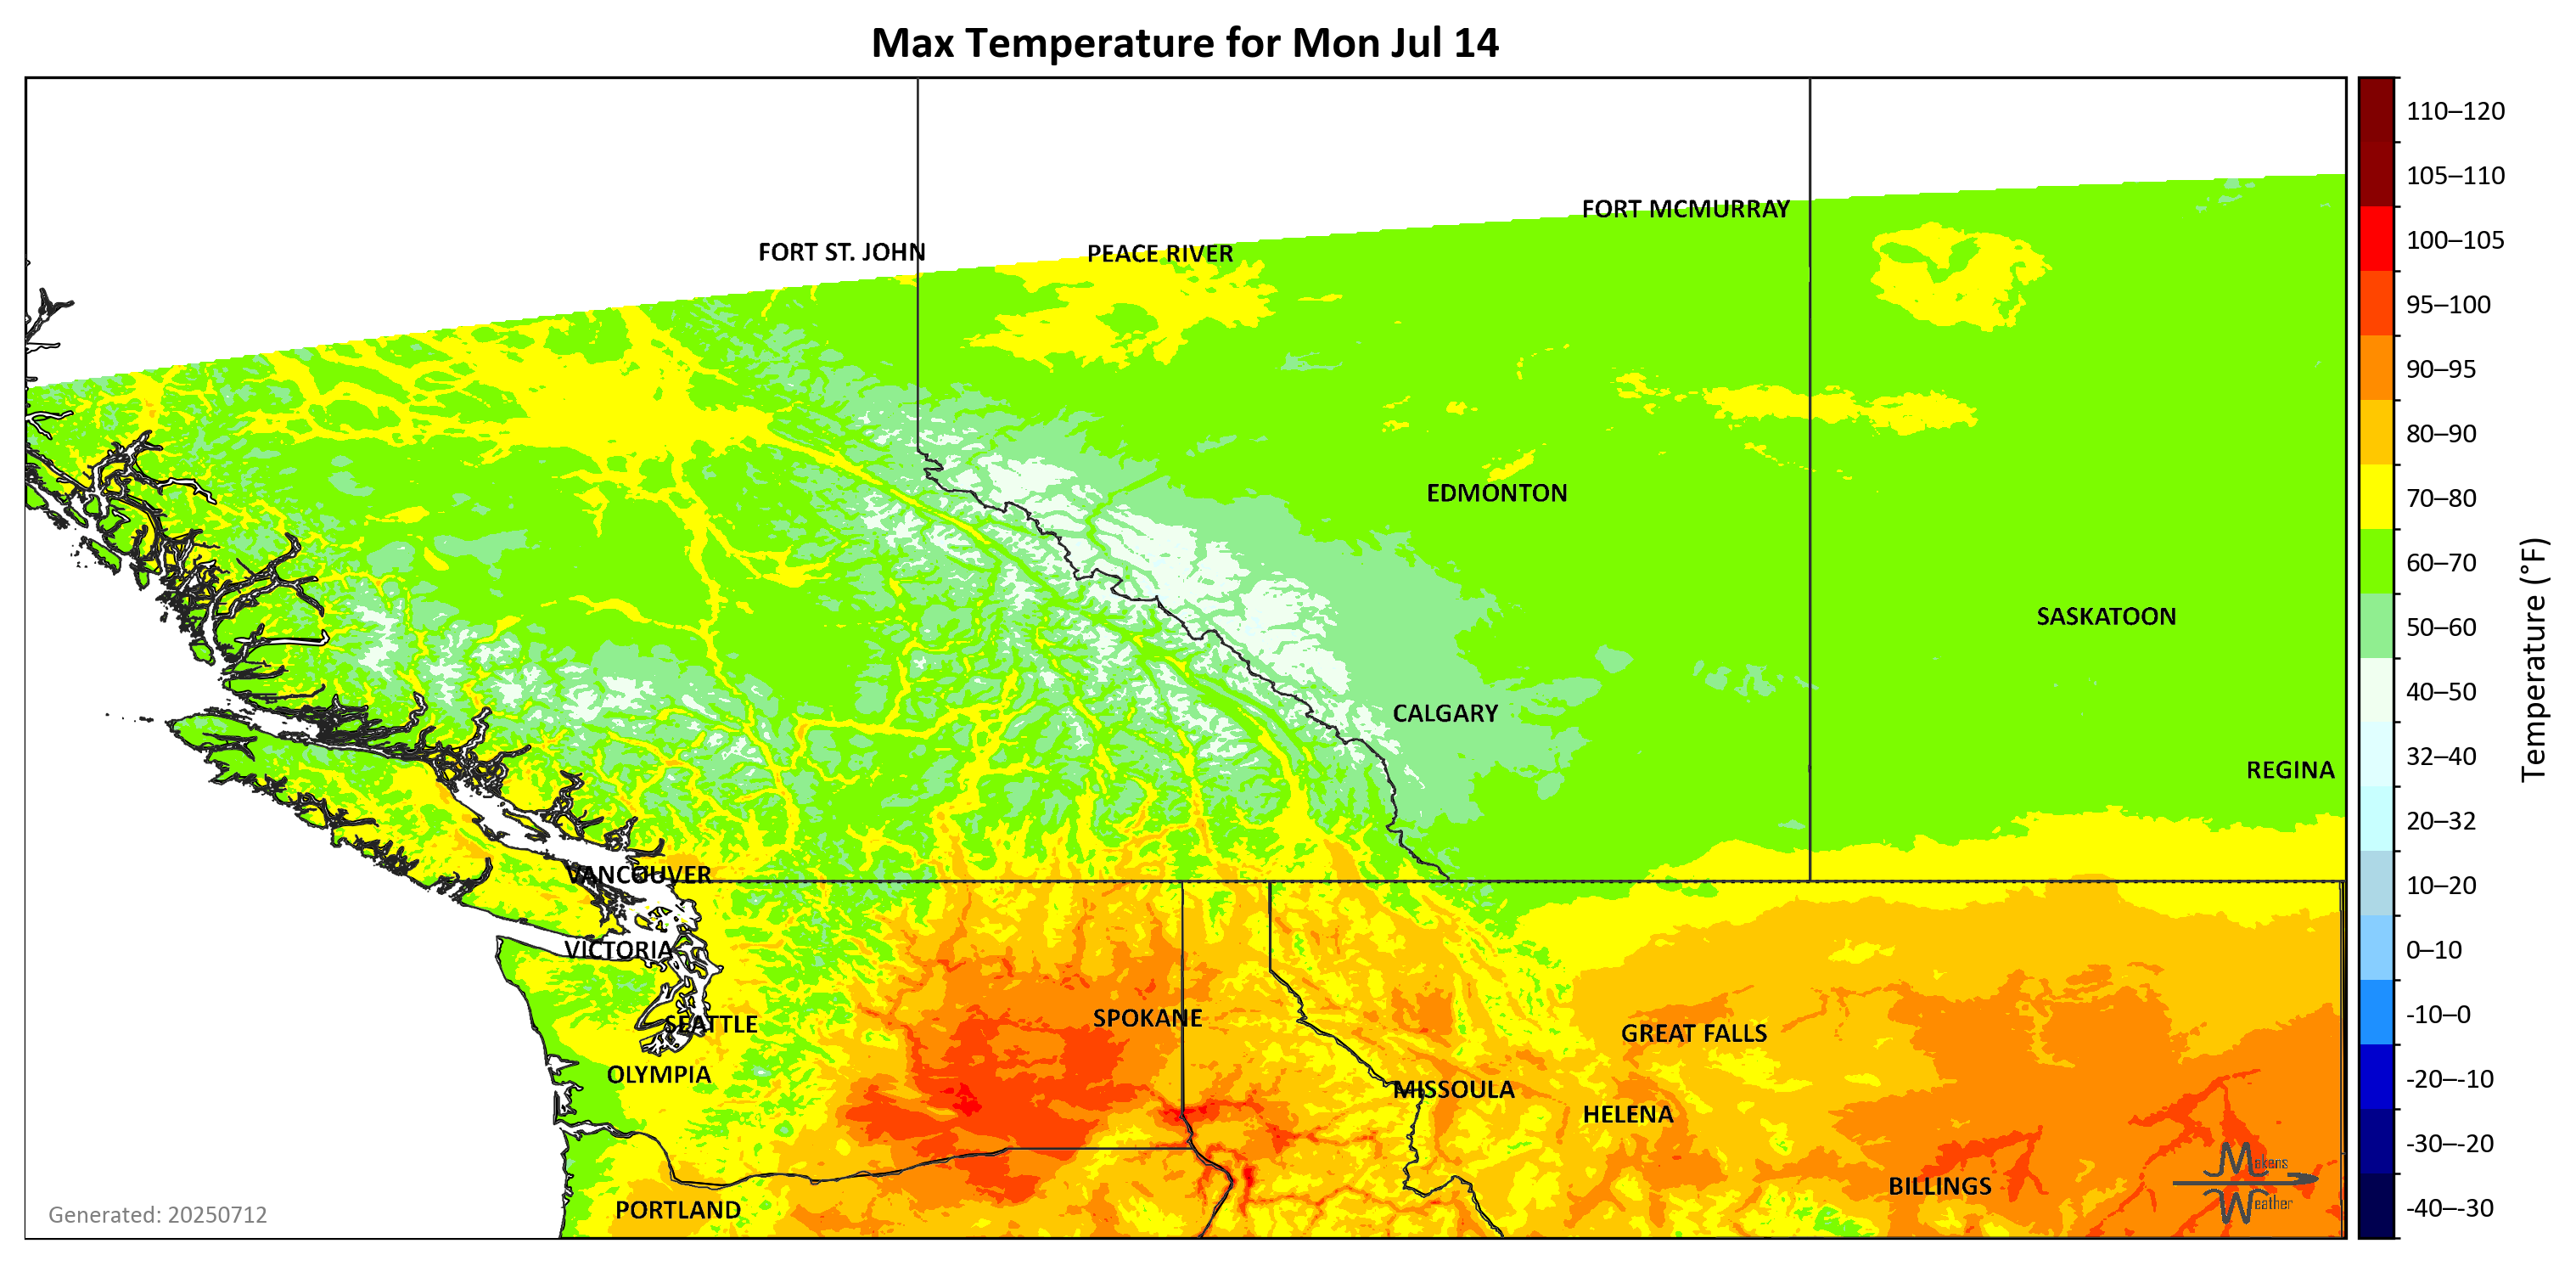 Max Temperature for Mon Jul 14
FORT MCMURRAY
FORT ST. JOHN
PEACE RIVER
EDMONTON
SASKATOON
CALGARY
REGINA
VANCOUVER
VICTORIA
SEATTLE
SPOKANE
GREAT FALLS
OLYMPIA
MISSOULA
HELENA
BILLINGS
PORTLAND
Makens
Weather
Generated: 20250712
110–120
105–110
100–105
95–100
90–95
80–90
70–80
60–70
50–60
40–50
32–40
20–32
10–20
0–10
-10–0
-20–-10
-30–-20
-40–-30
Temperature (°F)